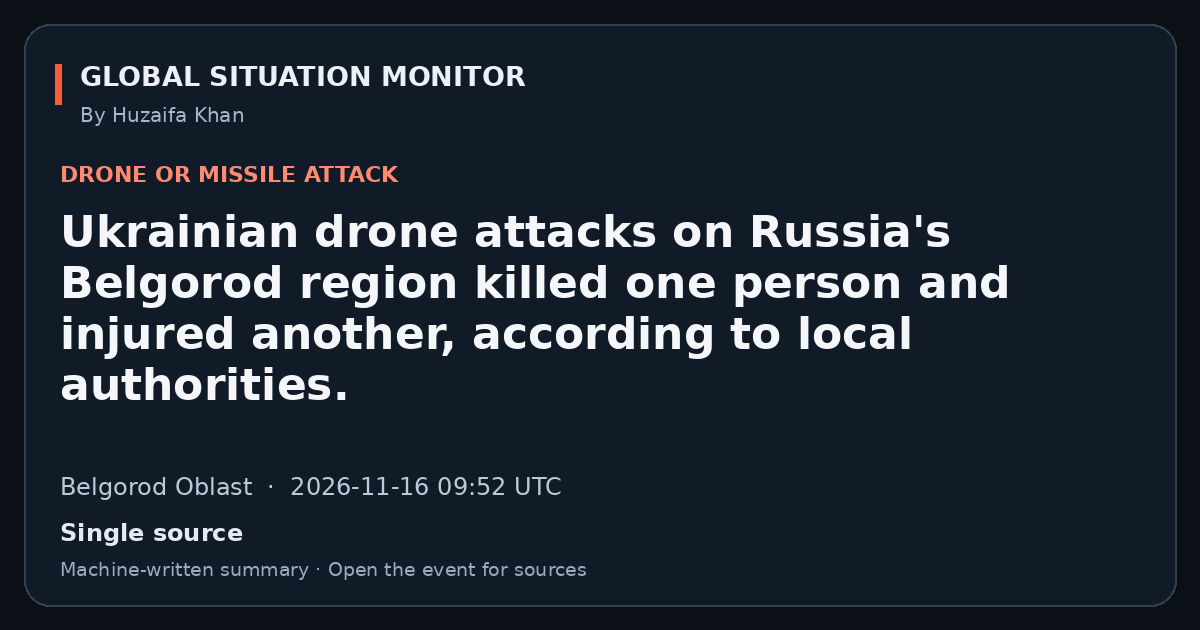 GLOBAL SITUATION MONITOR
By Huzaifa Khan
DRONE OR MISSILE ATTACK
Ukrainian drone attacks on Russia's
Belgorod region killed one person and
injured another, according to local
authorities.
Belgorod Oblast · 2026-11-16 09:52 UTC
Single source
Machine-written summary · Open the event for sources